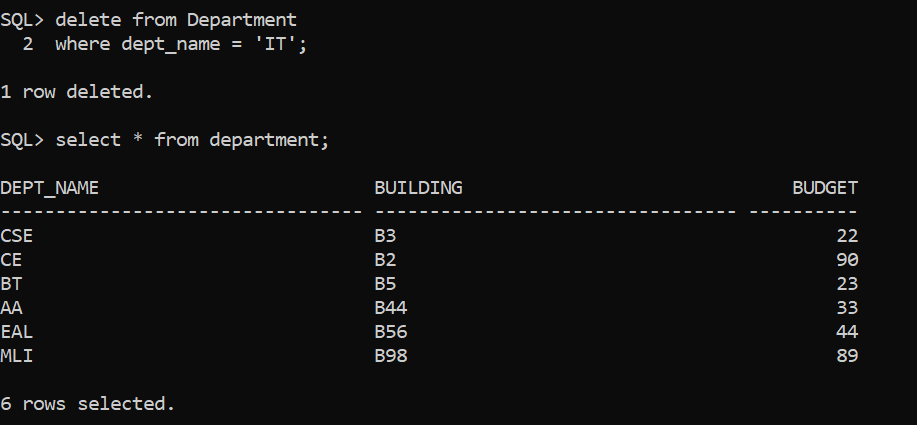 SQL> delete from Department
  2  where dept_name = 'IT';
1 row deleted.
SQL> select * from department;
DEPT_NAME                         BUILDING                              BUDGET
--------------------------------- --------------------------------- ----------
CSE                               B3                                        22
CE                                B2                                        90
BT                                B5                                        23
AA                                B44                                       33
EAL                               B56                                       44
MLI                               B98                                       89
6 rows selected.